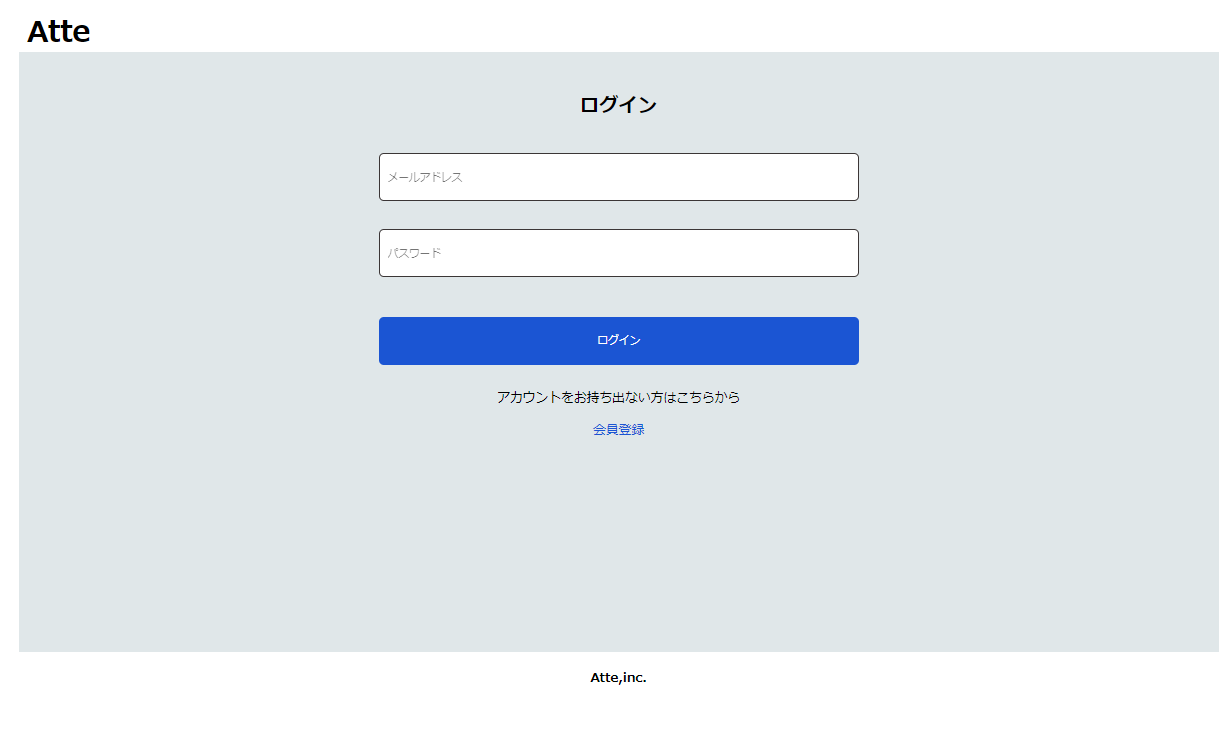 Atte
ログイン
メールアドレス
パスワード
ログイン
アカウントをお持ち出ない方はこちらから
会員登録
Atte,inc.